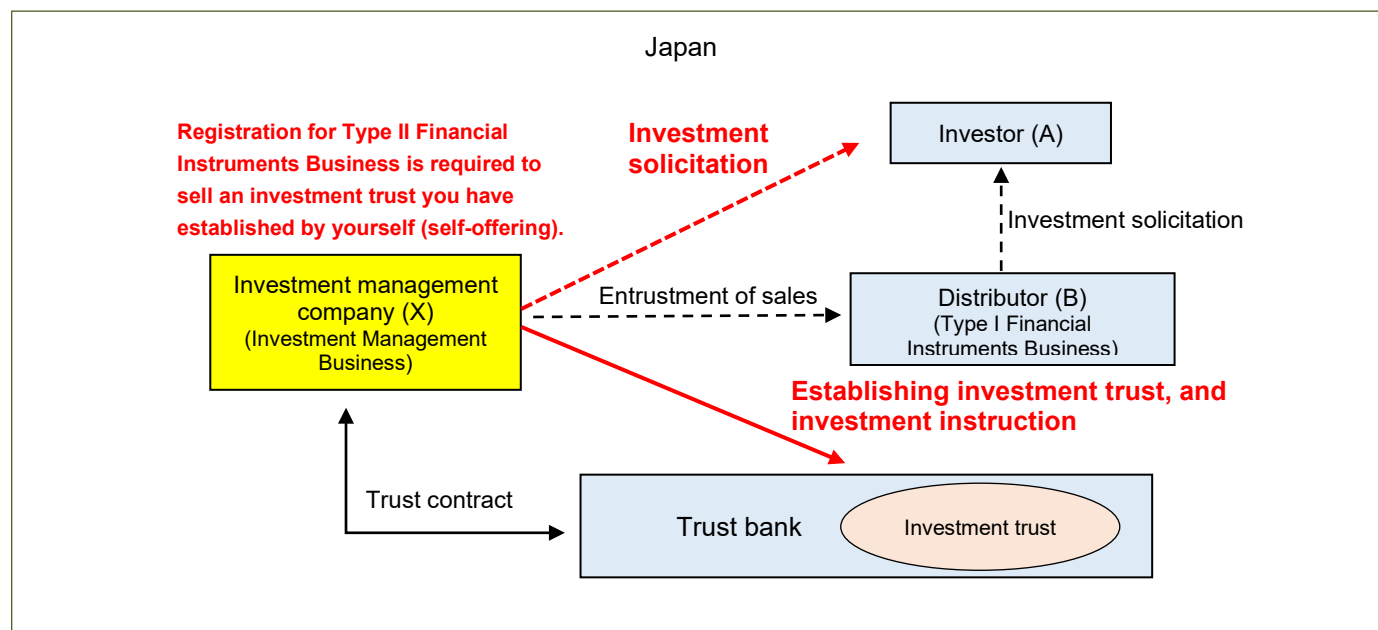 Japan
Registration for Type II Financial
Instruments Business is required to
sell an investment trust you have
established by yourself (self-offering).
Investment
solicitation
Investor (A)
Investment solicitation
Investment management
company (X)
(Investment Management
Business)
Entrustment of sales
Distributor (B)
(Type I Financial
Instruments Business)
Establishing investment trust, and
investment instruction
Trust contract
Trust bank
Investment trust